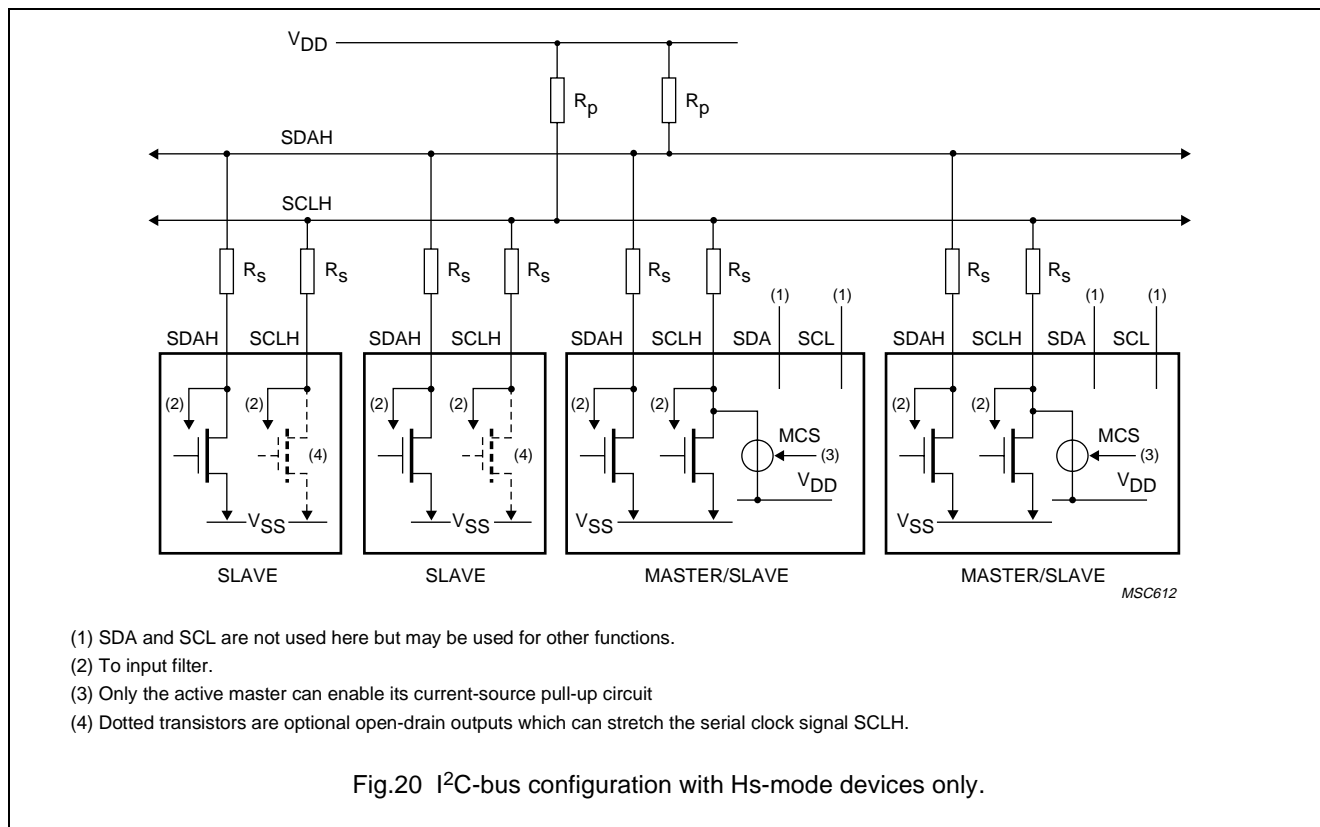 VDD
Rp Rp
SDAH
SCLH
Rs Rs Rs Rs Rs Rs Rs Rs
(1) (1) (1) (1)
SDAH SCLH SDAH SCLH SDAH SCLH SDA SCL SDAH SCLH SDA SCL
(2) (2) (2) (2) (2) (2) (2) (2)
(4) (4) MCS (3) MCS (3)
VDD VDD
VSS VSS VSS VSS
SLAVE SLAVE MASTER/SLAVE MASTER/SLAVE
MSC612
(1) SDA and SCL are not used here but may be used for other functions.
(2) To input filter.
(3) Only the active master can enable its current-source pull-up circuit
(4) Dotted transistors are optional open-drain outputs which can stretch the serial clock signal SCLH.
Fig.20 I²C-bus configuration with Hs-mode devices only.